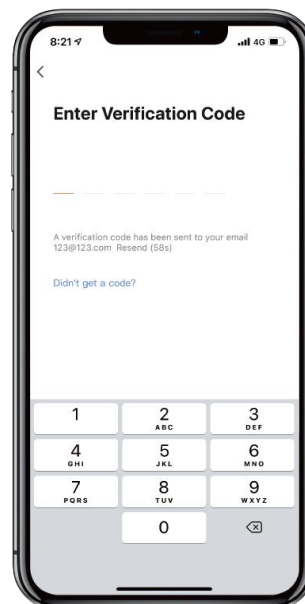 8:21 4G
Enter Verification Code
A verification code has been sent to your email
123@123.com Resend (58s)
Didn't get a code?
1 2 3
ABC DEF
4 5 6
GHI JKL MNO
7 8 9
PQRS TUV WXYZ
0